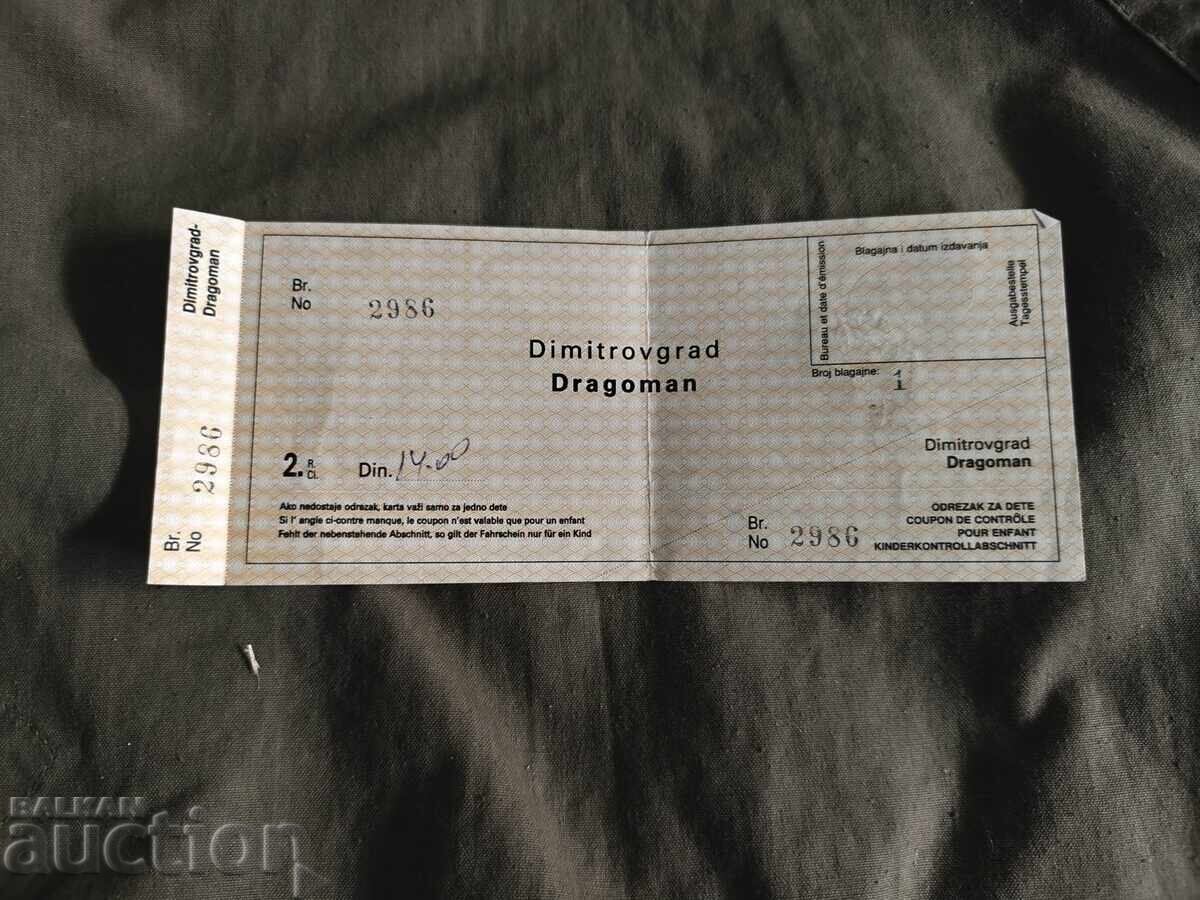 Dimitrovgrad-
Dragoman
Br.
No 2986
Br.
No 2986
Dimitrovgrad
Dragoman
2. R.
Cl.
Din. 14.00
Ako nedostaje odrezak, karta važi samo za jedno dete
Si l' angle ci-contre manque, le coupon n'est valable que pour un enfant
Fehlt der nebenstehende Abschnitt, so gilt der Fahrschein nur für ein Kind
Bureau et date d'émission
Blagajna i datum izdavanja
Ausgabestelle
Tagesstempel
Broj blagajne: 1
Dimitrovgrad
Dragoman
Br.
No 2986
ODREZAK ZA DETE
COUPON DE CONTRÔLE
POUR ENFANT
KINDERKONTROLLABSCHNITT
BALKAN
auction